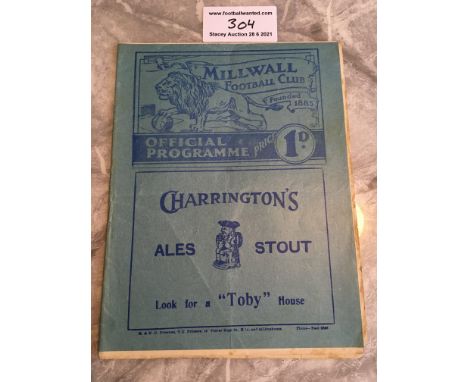 www.footballwanted.com
304
Stacey Auction 28 6 2021
MILLWALL
FOOTBALL CLUB
Founded
1885
OFFICIAL
PROGRAMME
PRICE 1D.
CHARRINGTON'S
ALES STOUT
Look for a "Toby" House